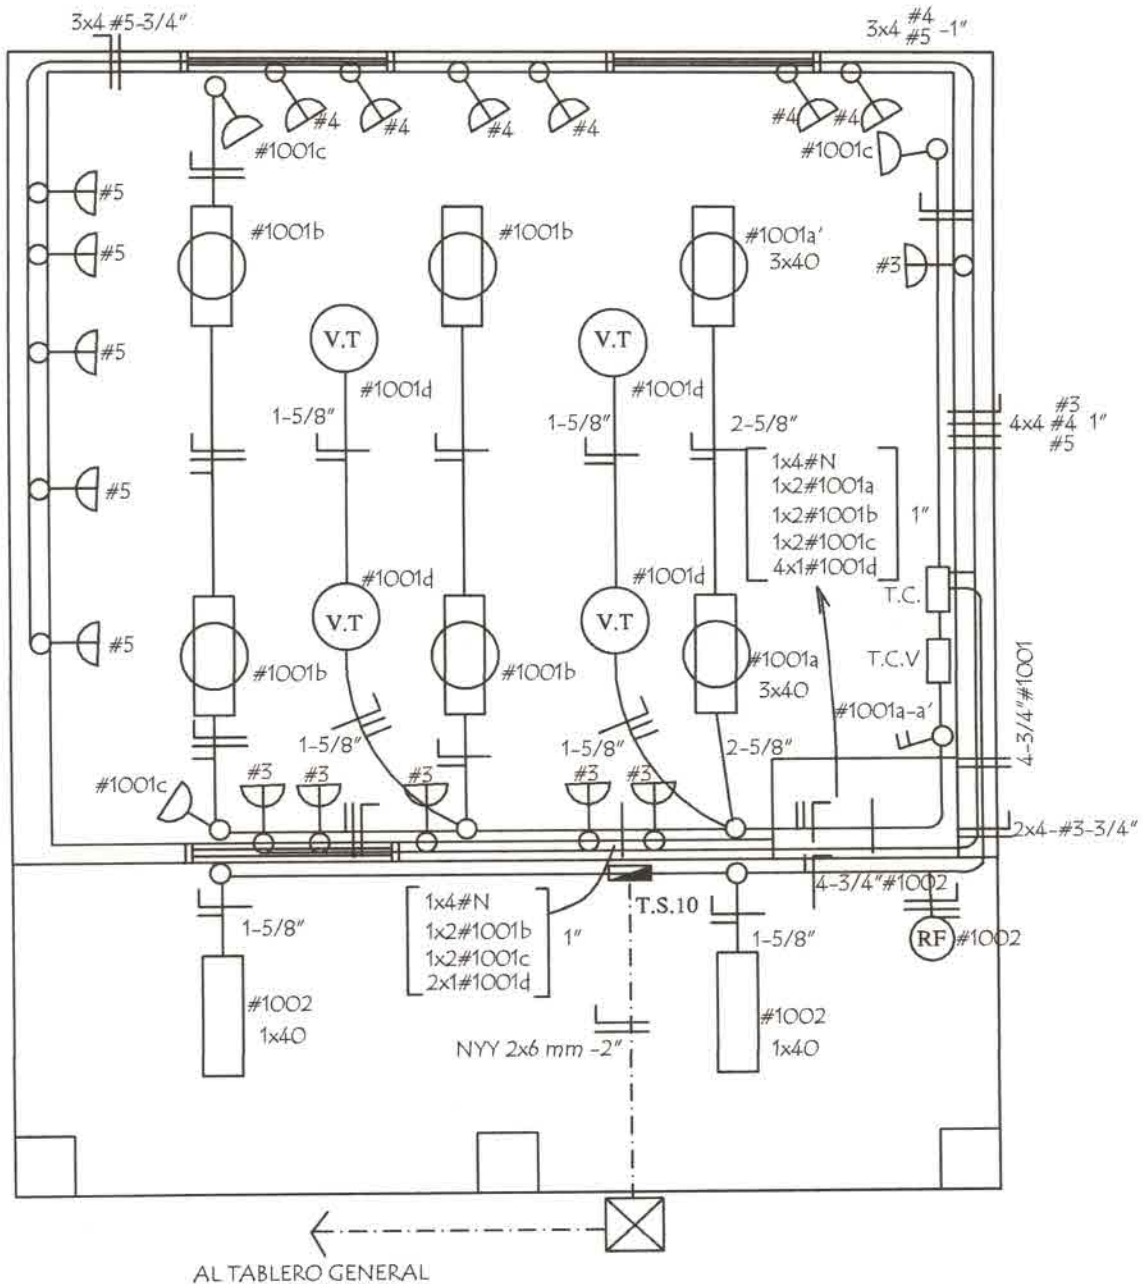 3x4 #5-3/4"
3x4 #4 -1"
#5
#4
#4
#4
#4
#4
#4
#1001c
#1001c
#5
#5
#5
#5
#5
#1001b
#1001b
#1001a'
3x40
#3
V.T
V.T
#1001d
#1001d
1-5/8"
1-5/8"
2-5/8"
#3
4x4 #4 1"
#5
1x4#N
1x2#1001a
1x2#1001b
1x2#1001c
4x1#1001d
1"
#1001d
#1001d
V.T
V.T
T.C.
T.C.V
#1001b
#1001b
#1001a
3x40
#1001a-a'
4-3/4"#1001
1-5/8"
1-5/8"
2-5/8"
#1001c
#3
#3
#3
#3
#3
2x4-#3-3/4"
4-3/4"#1002
T.S.10
1x4#N
1x2#1001b
1x2#1001c
2x1#1001d
1"
1-5/8"
1-5/8"
RF
#1002
#1002
1x40
#1002
1x40
NYY 2x6 mm -2"
AL TABLERO GENERAL